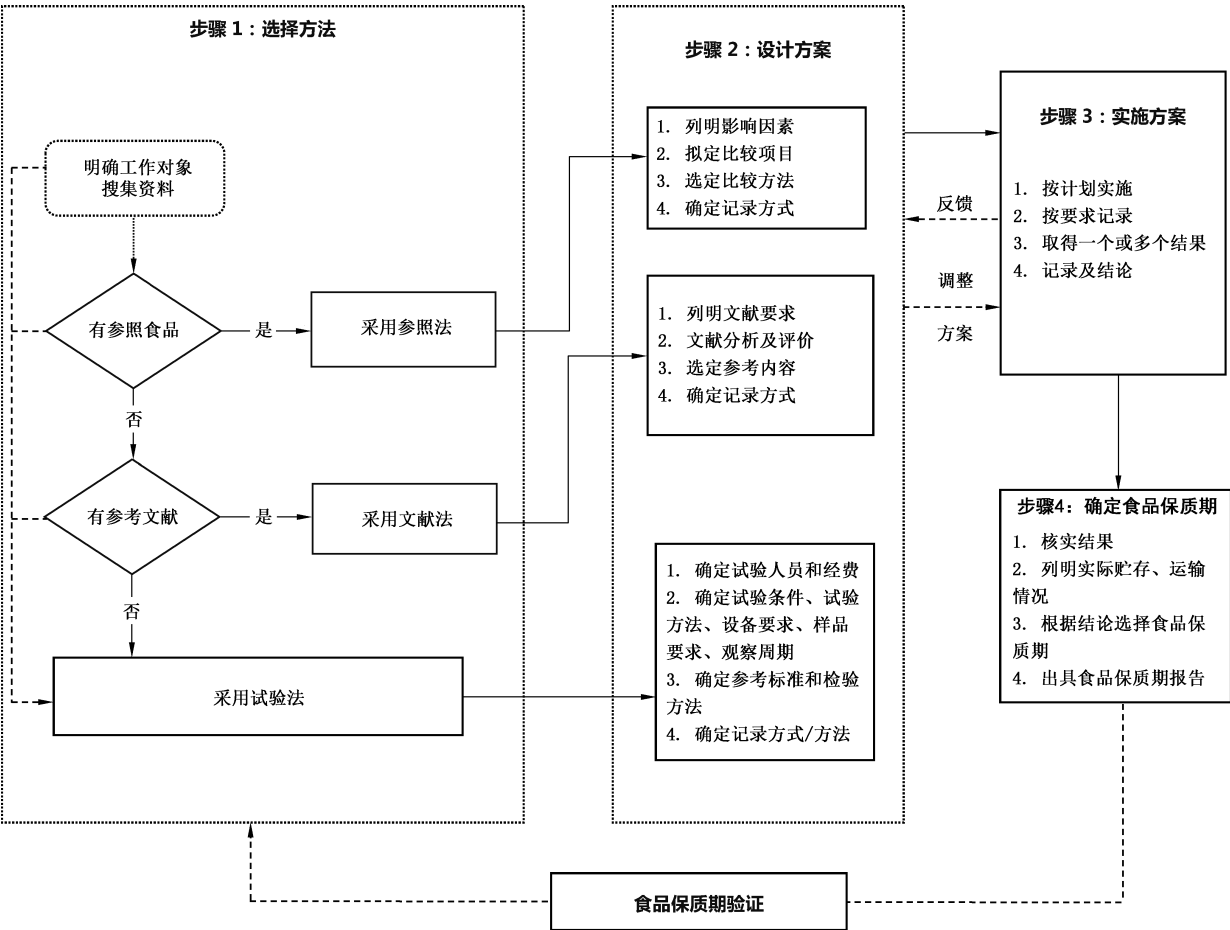 步骤 1：选择方法
明确工作对象
搜集资料
有参照食品
是
采用参照法
否
有参考文献
是
采用文献法
否
采用试验法
步骤 2：设计方案
1. 列明影响因素
2. 拟定比较项目
3. 选定比较方法
4. 确定记录方式
1. 列明文献要求
2. 文献分析及评价
3. 选定参考内容
4. 确定记录方式
1. 确定试验人员和经费
2. 确定试验条件、试验
方法、设备要求、样品
要求、观察周期
3. 确定参考标准和检验
方法
4. 确定记录方式/方法
反馈
调整
方案
步骤 3：实施方案
1. 按计划实施
2. 按要求记录
3. 取得一个或多个结果
4. 记录及结论
步骤4：确定食品保质期
1. 核实结果
2. 列明实际贮存、运输
情况
3. 根据结论选择食品保
质期
4. 出具食品保质期报告
食品保质期验证